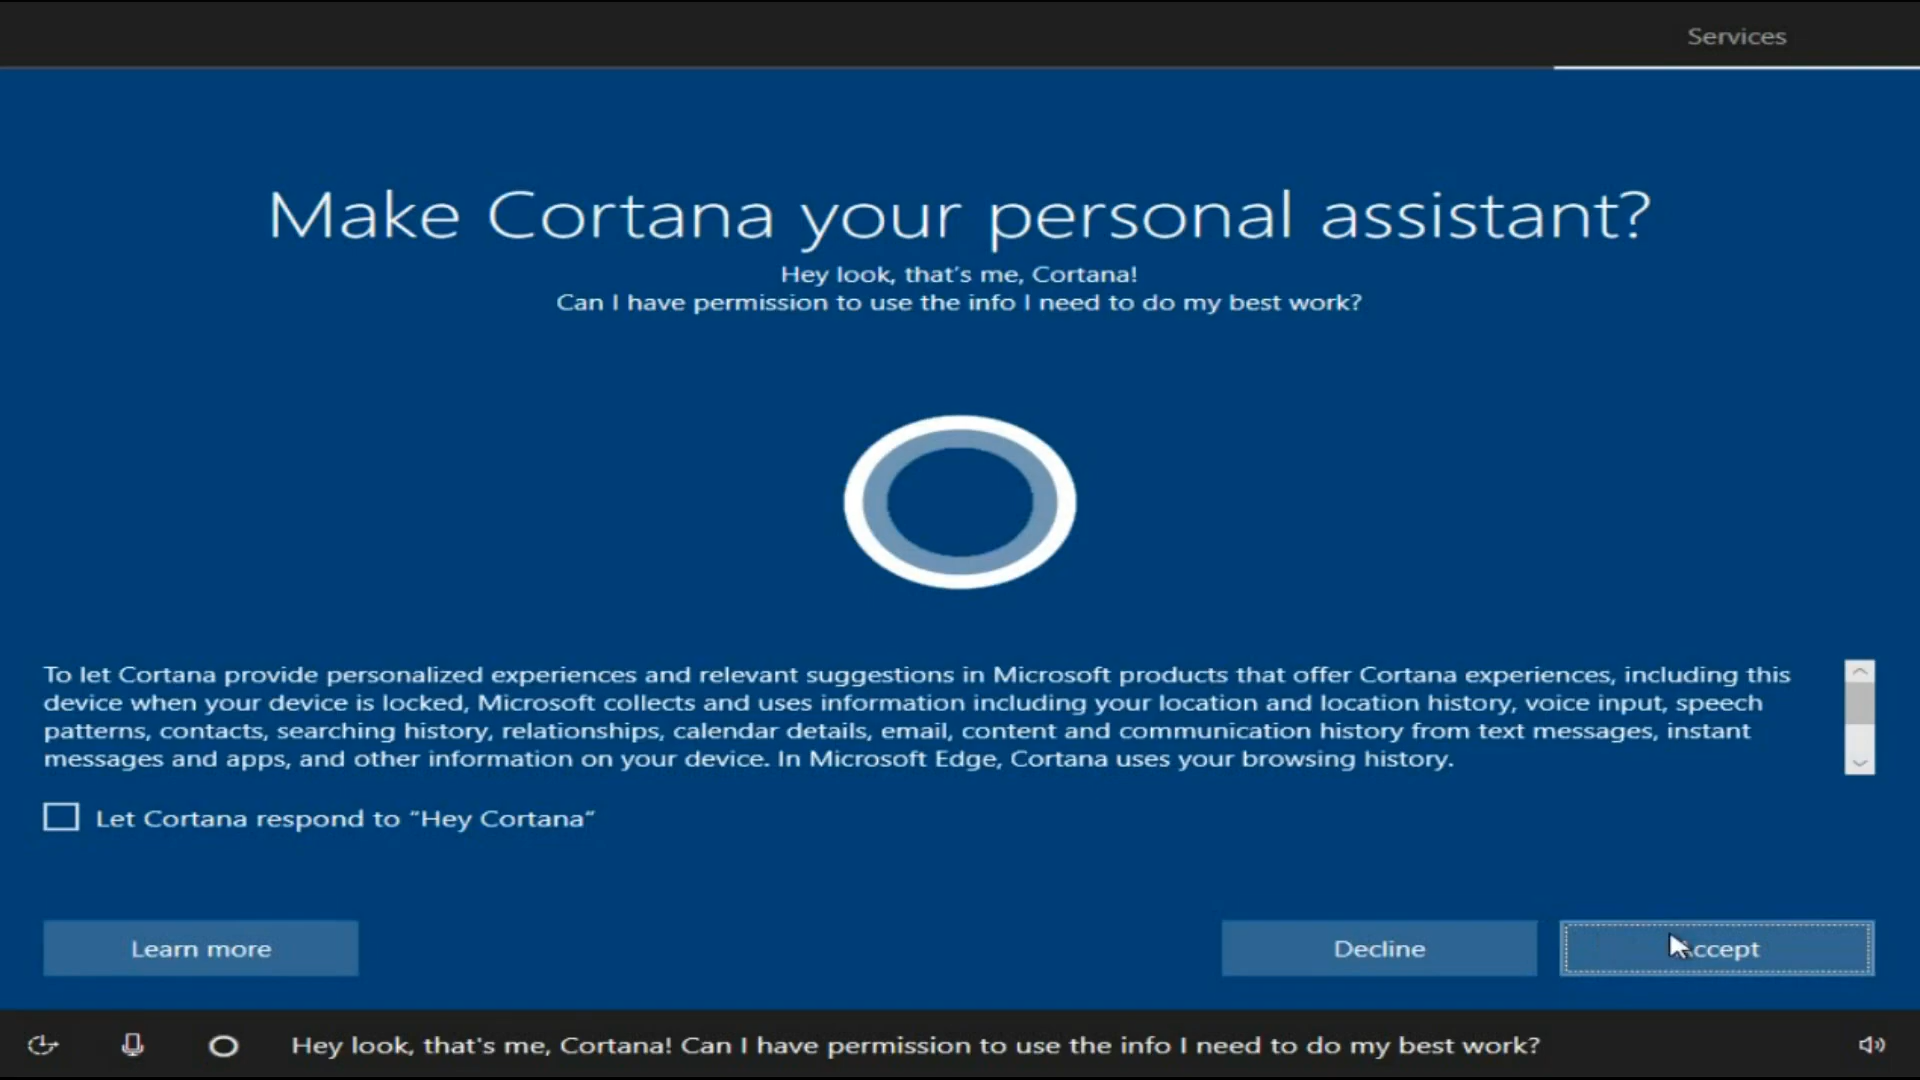 Services
Make Cortana your personal assistant?
Hey look, that's me, Cortana!
Can I have permission to use the info I need to do my best work?
To let Cortana provide personalized experiences and relevant suggestions in Microsoft products that offer Cortana experiences, including this
device when your device is locked, Microsoft collects and uses information including your location and location history, voice input, speech
patterns, contacts, searching history, relationships, calendar details, email, content and communication history from text messages, instant
messages and apps, and other information on your device. In Microsoft Edge, Cortana uses your browsing history.
Let Cortana respond to "Hey Cortana"
Learn more
Decline
Accept
Hey look, that's me, Cortana! Can I have permission to use the info I need to do my best work?